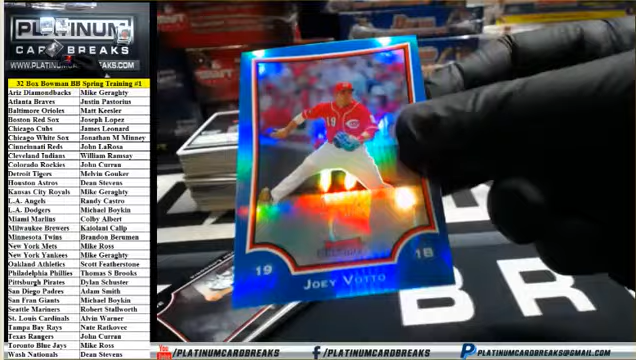 PLATINUM
CARD BREAKS
WWW.PLATINUMCARDBREAKS
32 Box Bowman BB Spring Training #1
Ariz Diamondbacks Mike Geraghty
Atlanta Braves Justin Pastorius
Baltimore Orioles Matt Keesler
Boston Red Sox Joseph Lopez
Chicago Cubs James Leonard
Chicago White Sox Jonathan M Minney
Cincinnati Reds John LaRosa
Cleveland Indians William Ramsay
Colorado Rockies John Curran
Detroit Tigers Melvin Gouker
Houston Astros Dean Stevens
Kansas City Royals Mike Geraghty
L.A. Angels Randy Castro
L.A. Dodgers Michael Boykin
Miami Marlins Colby Albert
Milwaukee Brewers Kaiolani Calip
Minnesota Twins Brandon Berumen
New York Mets Mike Ross
New York Yankees Mike Geraghty
Oakland Athletics Scott Featherstone
Philadelphia Phillies Thomas S Brooks
Pittsburgh Pirates Dylan Schuster
San Diego Padres Adam Smith
San Fran Giants Michael Boykin
Seattle Mariners Robert Stallworth
St. Louis Cardinals Alvin Warner
Tampa Bay Rays Nate Ratkovec
Texas Rangers John Curran
Toronto Blue Jays Mike Ross
Wash Nationals Dean Stevens
19
19 18
JOEY VOTTO
B R
/PLATINUMCARDBREAKS /PLATINUMCARDBREAKS PLATINUMCARDBREAKS@GMAIL.COM